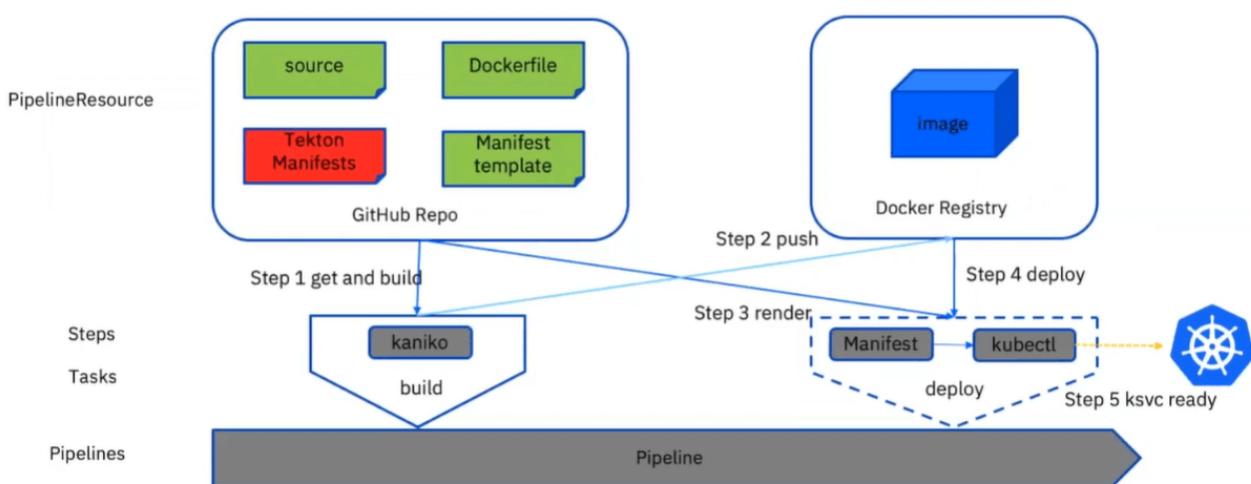 source
Dockerfile
PipelineResource
image
Tekton
Manifests
Manifest
template
GitHub Repo
Docker Registry
Step 2 push
Step 1 get and build
Step 4 deploy
Step 3 render
Steps
kaniko
Manifest
kubectl
Tasks
build
deploy
Step 5 ksvc ready
Pipelines
Pipeline